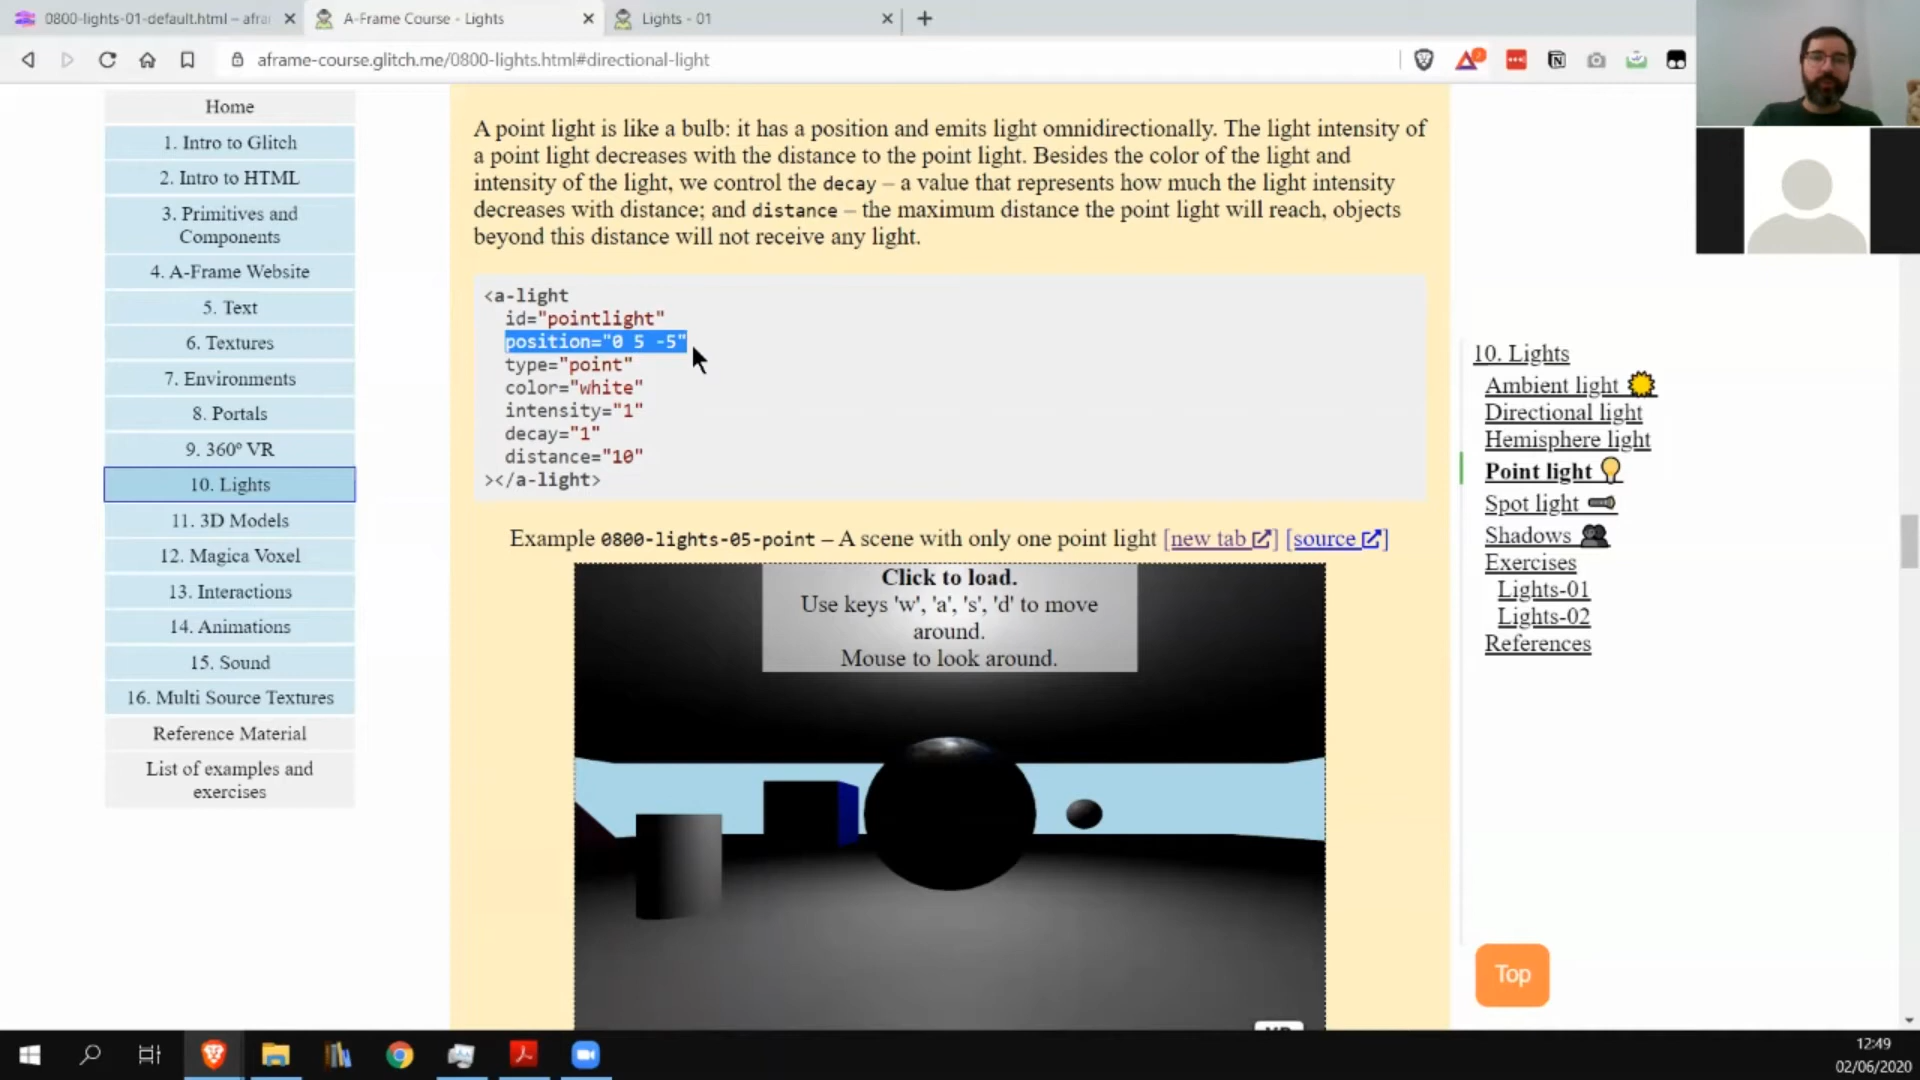 0800-lights-01-default.html – afra
A-Frame Course - Lights
Lights - 01
aframe-course.glitch.me/0800-lights.html#directional-light
Home
1. Intro to Glitch
2. Intro to HTML
3. Primitives and
Components
4. A-Frame Website
5. Text
6. Textures
7. Environments
8. Portals
9. 360º VR
10. Lights
11. 3D Models
12. Magica Voxel
13. Interactions
14. Animations
15. Sound
16. Multi Source Textures
Reference Material
List of examples and
exercises
A point light is like a bulb: it has a position and emits light omnidirectionally. The light intensity of
a point light decreases with the distance to the point light. Besides the color of the light and
intensity of the light, we control the decay – a value that represents how much the light intensity
decreases with distance; and distance – the maximum distance the point light will reach, objects
beyond this distance will not receive any light.
<a-light
id="pointlight"
position="0 5 -5"
type="point"
color="white"
intensity="1"
decay="1"
distance="10"
></a-light>
Example 0800-lights-05-point – A scene with only one point light [new tab] [source]
Click to load.
Use keys 'w', 'a', 's', 'd' to move
around.
Mouse to look around.
10. Lights
Ambient light
Directional light
Hemisphere light
Point light
Spot light
Shadows
Exercises
Lights-01
Lights-02
References
Top
12:49
02/06/2020